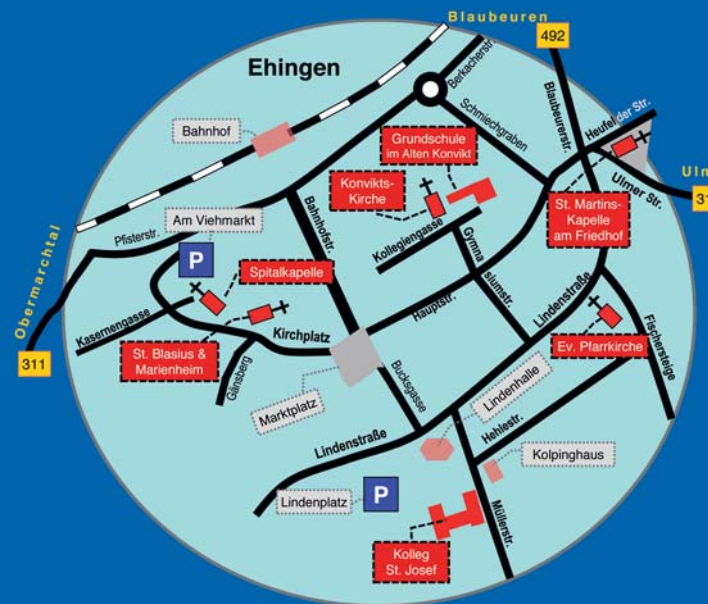 Blaubeuren
492
Ehingen
Berkacherstr.
Schmiechgraben
Blaubeurerstr.
Heufelder Str.
Ulmer Str.
Ulm
31
Bahnhof
Grundschule
im Alten Konvikt
Konvikts-
Kirche
St. Martins-
Kapelle
am Friedhof
Am Viehmarkt
Pfisterstr.
P
Bahnhofstr.
Kollegiengasse
Gymna
siumstr.
Obermarchtal
311
Spitalkapelle
Kasernengasse
Hauptstr.
Lindenstraße
Kirchplatz
St. Blasius &
Marienheim
Gänsberg
Ev. Pfarrkirche
Fischersteige
Marktplatz
Bucksgasse
Lindenhalle
Lindenstraße
Hehlestr.
Kolpinghaus
Lindenplatz
P
Kolleg
St. Josef
Müllerstr.